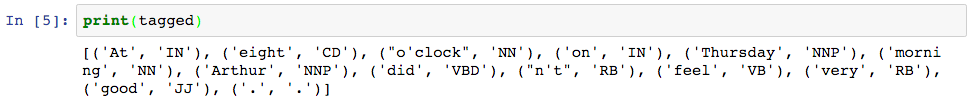 In [5]: print(tagged)
[('At', 'IN'), ('eight', 'CD'), ("o'clock", 'NN'), ('on', 'IN'), ('Thursday', 'NNP'), ('morni
ng', 'NN'), ('Arthur', 'NNP'), ('did', 'VBD'), ("n't", 'RB'), ('feel', 'VB'), ('very', 'RB'),
('good', 'JJ'), ('.', '.')]